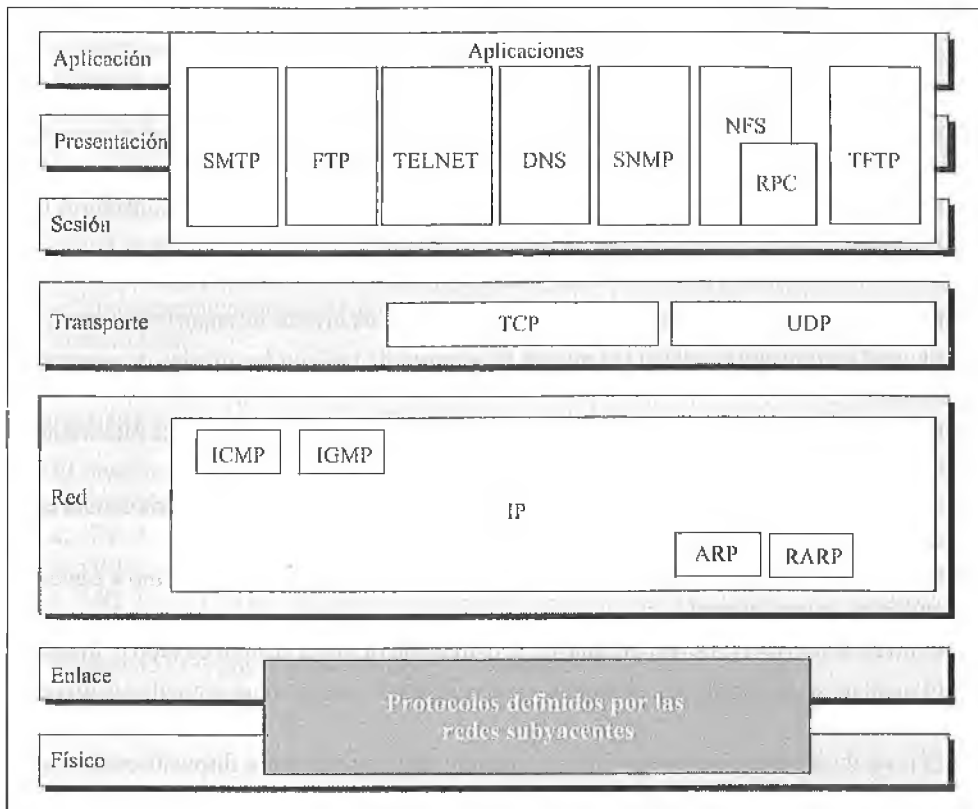 Aplicación
Aplicaciones
Presentación
SMTP
FTP
TELNET
DNS
SNMP
NFS
RPC
TFTP
Sesión
Transporte
TCP
UDP
Red
ICMP
IGMP
IP
ARP
RARP
Enlace
Protocolos definidos por las
redes subyacentes
Físico